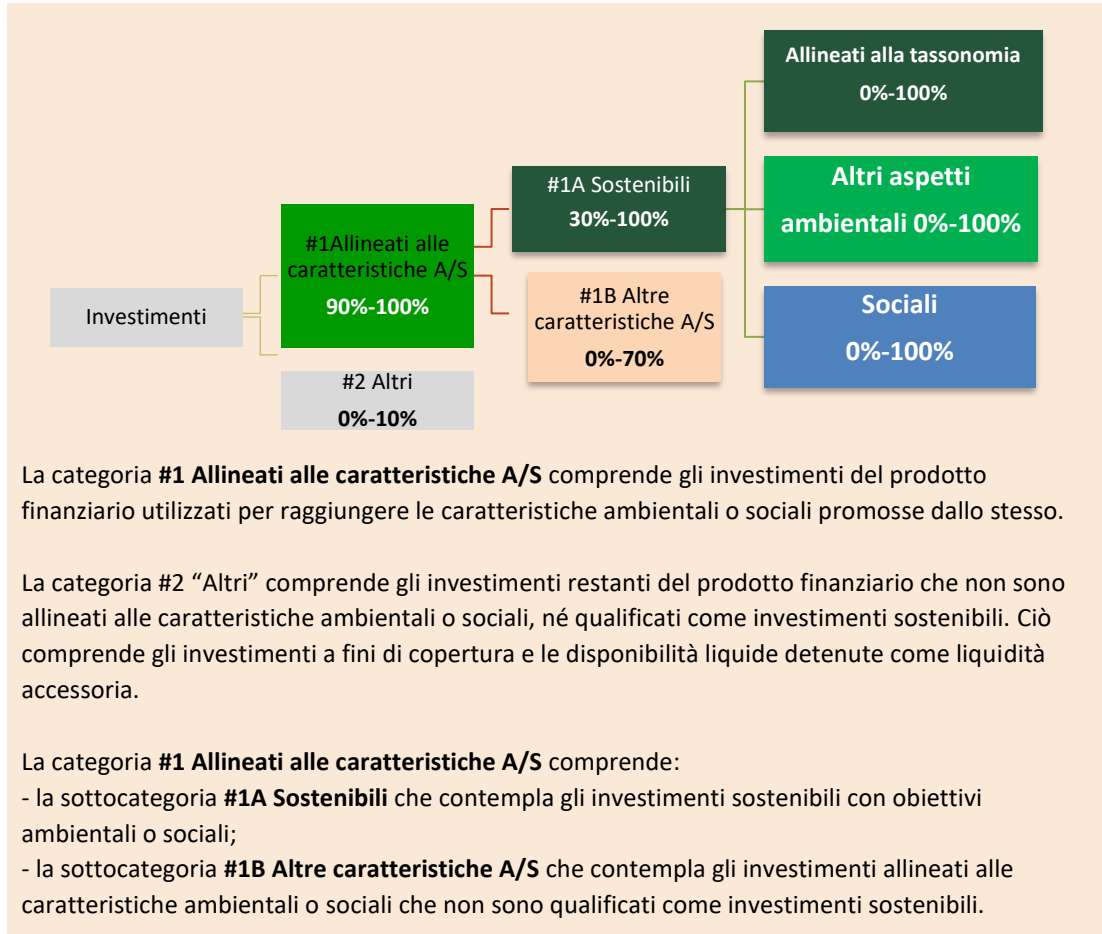 Investimenti
#1Allineati alle
caratteristiche A/S
90%-100%
#2 Altri
0%-10%
#1A Sostenibili
30%-100%
#1B Altre
caratteristiche A/S
0%-70%
Allineati alla tassonomia
0%-100%
Altri aspetti
ambientali 0%-100%
Sociali
0%-100%
La categoria #1 Allineati alle caratteristiche A/S comprende gli investimenti del prodotto
finanziario utilizzati per raggiungere le caratteristiche ambientali o sociali promosse dallo stesso.
La categoria #2 “Altri” comprende gli investimenti restanti del prodotto finanziario che non sono
allineati alle caratteristiche ambientali o sociali, né qualificati come investimenti sostenibili. Ciò
comprende gli investimenti a fini di copertura e le disponibilità liquide detenute come liquidità
accessoria.
La categoria #1 Allineati alle caratteristiche A/S comprende:
- la sottocategoria #1A Sostenibili che contempla gli investimenti sostenibili con obiettivi
ambientali o sociali;
- la sottocategoria #1B Altre caratteristiche A/S che contempla gli investimenti allineati alle
caratteristiche ambientali o sociali che non sono qualificati come investimenti sostenibili.